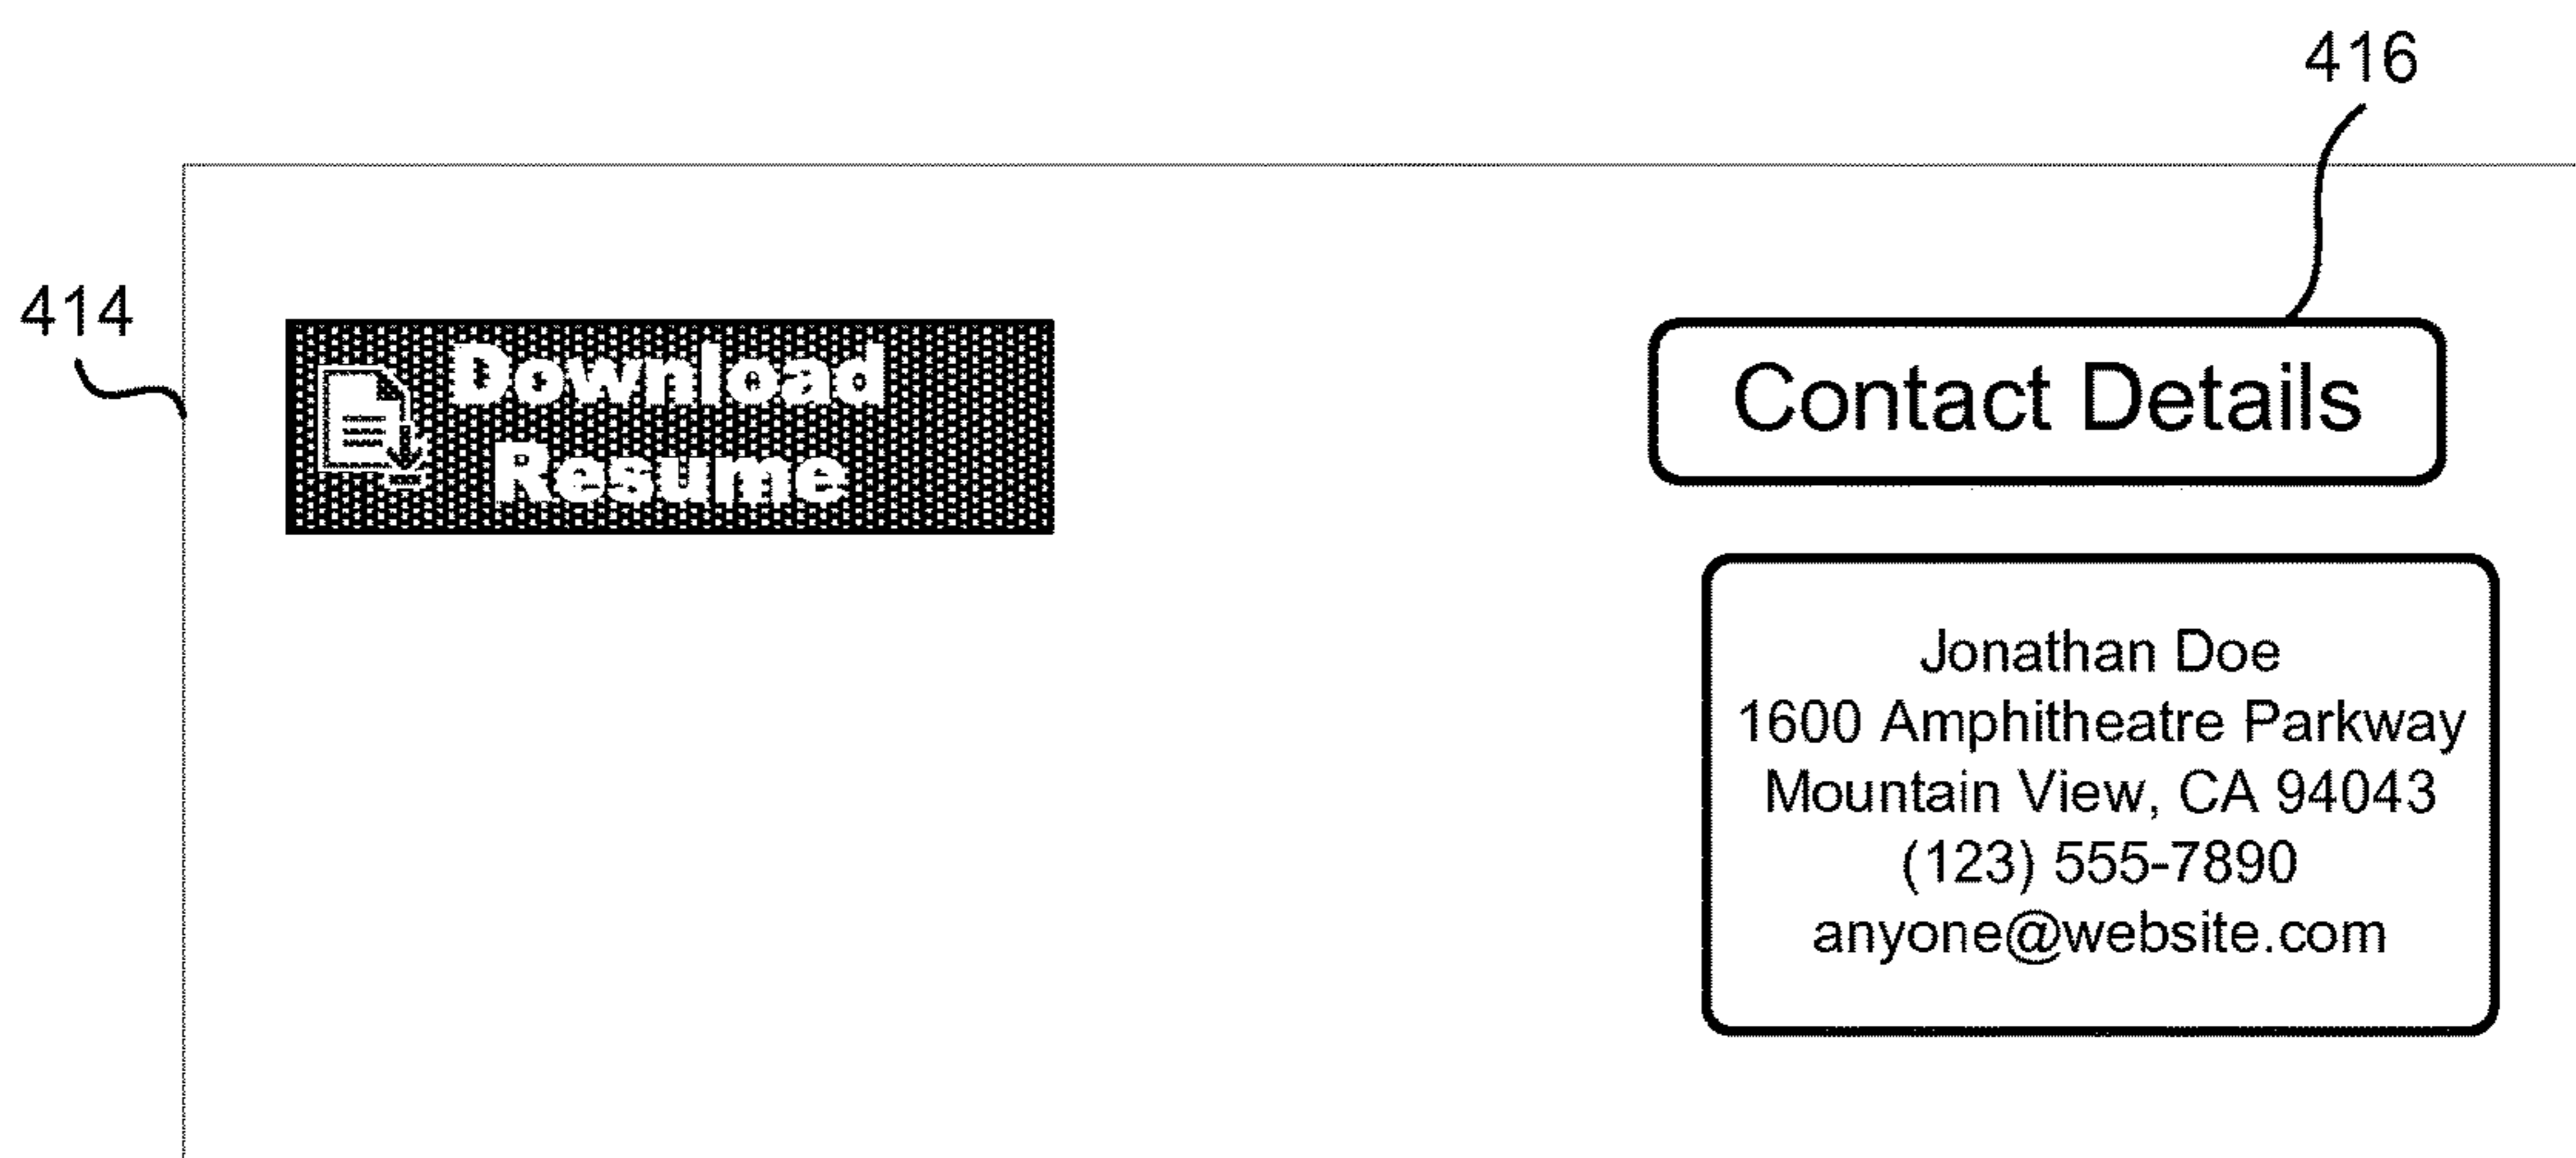 416
414
Download
Resume
Contact Details
Jonathan Doe
1600 Amphitheatre Parkway
Mountain View, CA 94043
(123) 555-7890
anyone@website.com